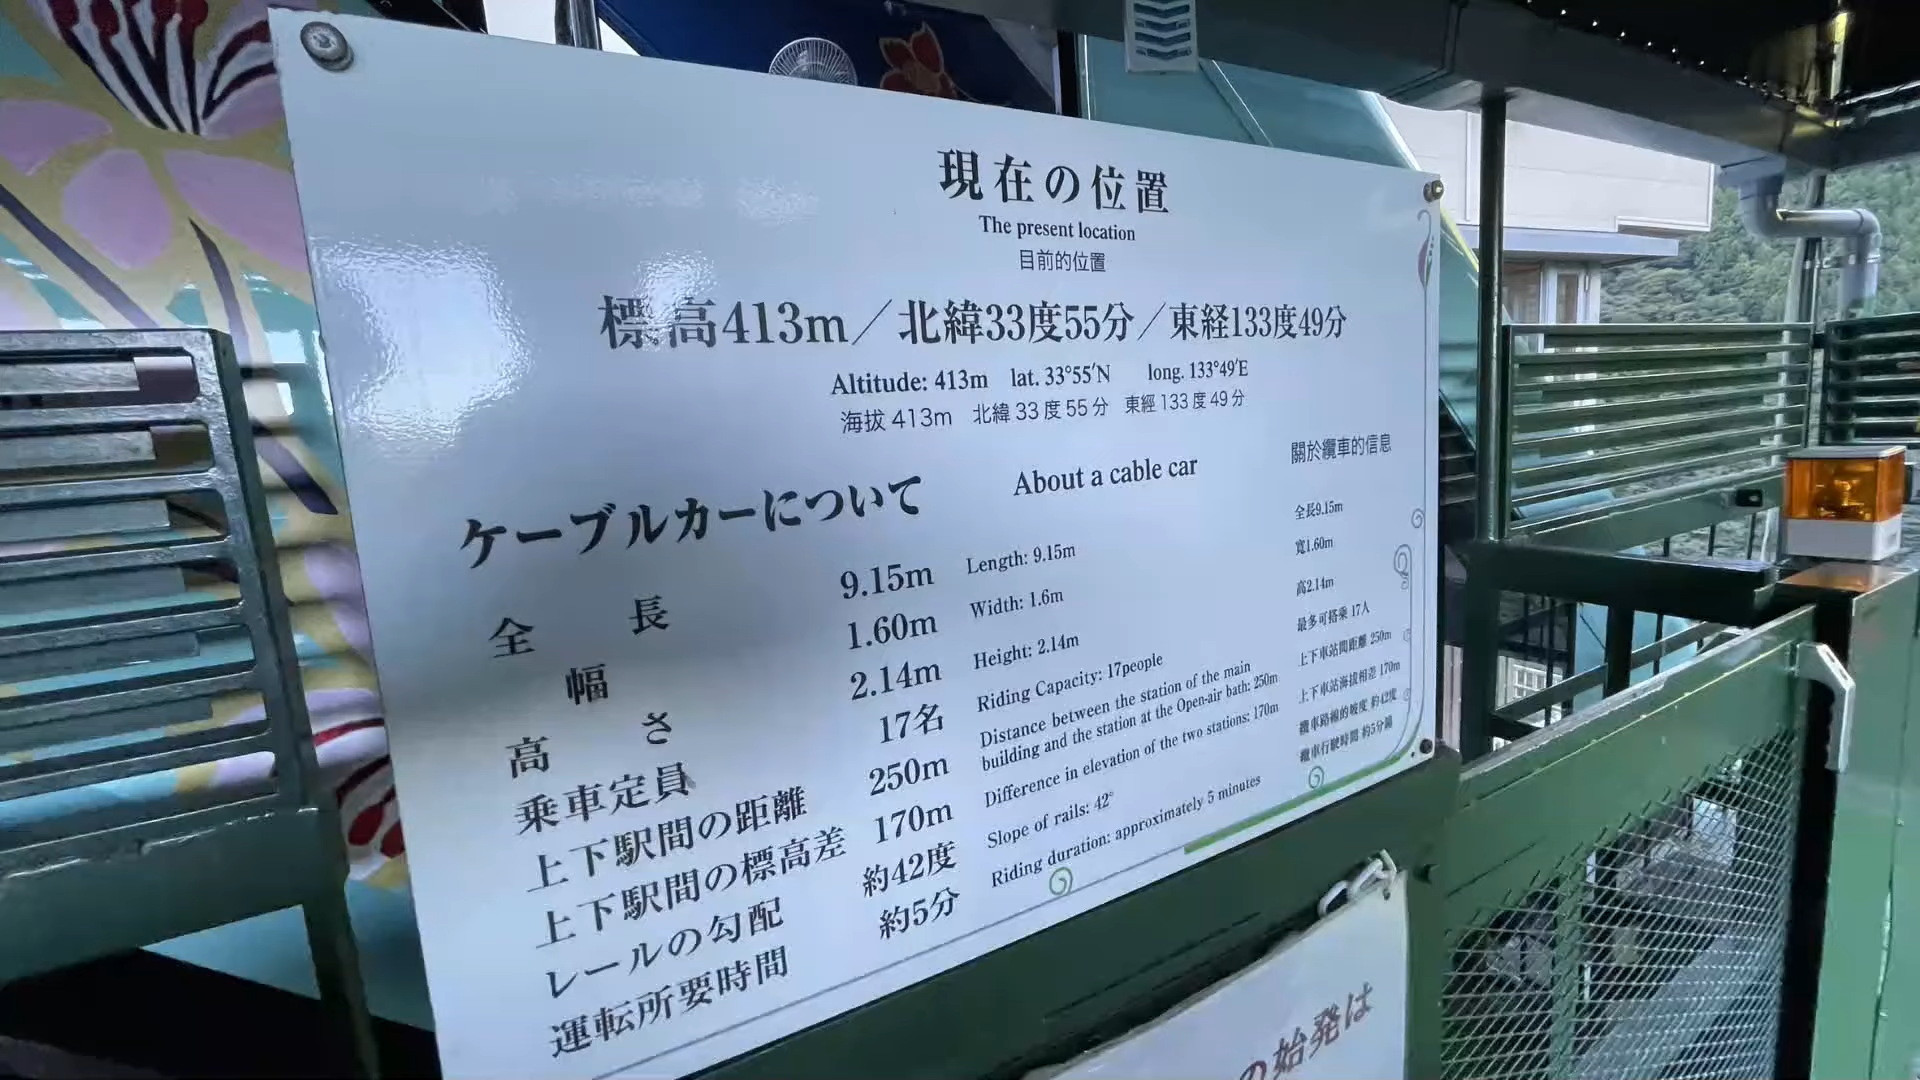 現在の位置
The present location
目前的位置
標高413m／北緯33度55分／東経133度49分
Altitude: 413m lat. 33°55′N long. 133°49′E
海拔 413m 北緯 33 度 55 分 東經 133 度 49 分
ケーブルカーについて
全長 9.15m
幅 1.60m
高さ 2.14m
乗車定員 17名
上下駅間の距離 250m
上下駅間の標高差 170m
レールの勾配 約42度
運転所要時間 約5分
About a cable car
Length: 9.15m
Width: 1.6m
Height: 2.14m
Riding Capacity: 17people
Distance between the station of the main
building and the station at the Open-air bath: 250m
Difference in elevation of the two stations: 170m
Slope of rails: 42°
Riding duration: approximately 5 minutes
關於纜車的信息
全長9.15m
寬1.60m
高2.14m
最多可搭乘 17人
上下車站間距離 250m
上下車站海拔相差 170m
纜車路線的坡度 約42度
纜車行駛時間 約5分鐘
の始発は